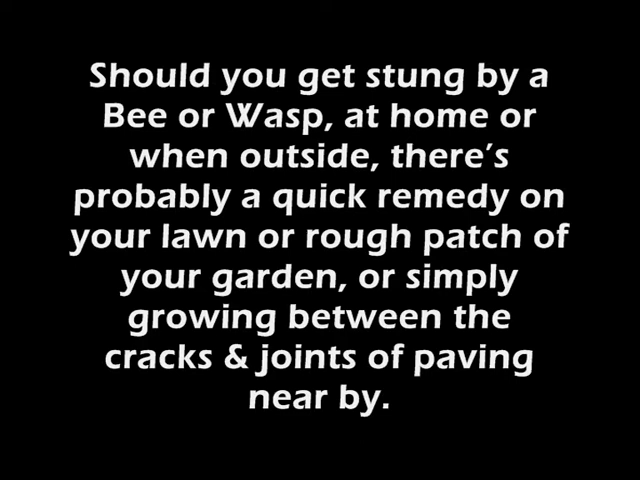 Should you get stung by a
Bee or Wasp, at home or
when outside, there's
probably a quick remedy on
your lawn or rough patch of
your garden, or simply
growing between the
cracks & joints of paving
near by.